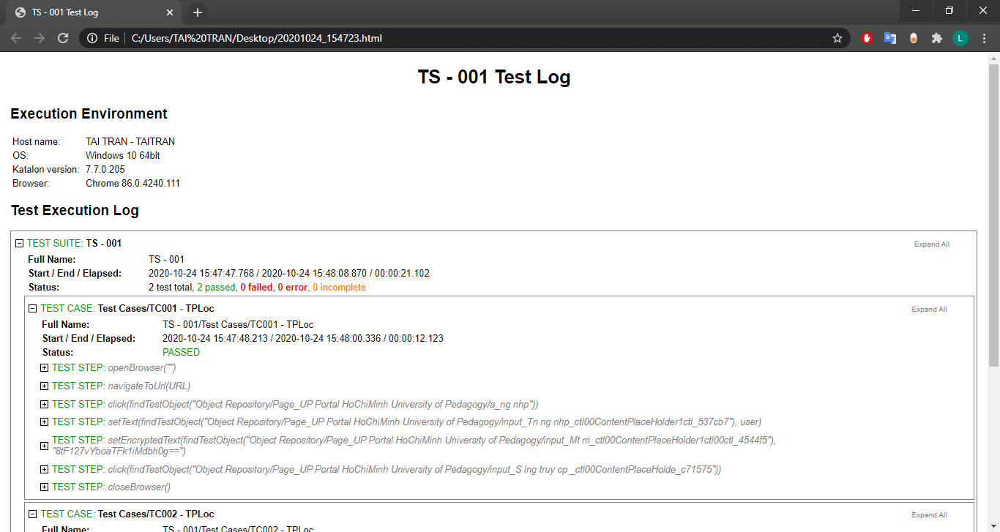 TS - 001 Test Log
File C:/Users/TAI%20TRAN/Desktop/20201024_154723.html
L
TS - 001 Test Log
Execution Environment
Host name: TAI TRAN - TAITRAN
OS: Windows 10 64bit
Katalon version: 7.7.0.205
Browser: Chrome 86.0.4240.111
Test Execution Log
TEST SUITE: TS - 001 Expand All
Full Name: TS - 001
Start / End / Elapsed: 2020-10-24 15:47:47.768 / 2020-10-24 15:48:08.870 / 00:00:21.102
Status: 2 test total, 2 passed, 0 failed, 0 error, 0 incomplete
TEST CASE: Test Cases/TC001 - TPLoc Expand All
Full Name: TS - 001/Test Cases/TC001 - TPLoc
Start / End / Elapsed: 2020-10-24 15:47:48.213 / 2020-10-24 15:48:00.336 / 00:00:12.123
Status: PASSED
TEST STEP: openBrowser("")
TEST STEP: navigateToUrl(URL)
TEST STEP: click(findTestObject("Object Repository/Page_UP Portal HoChiMinh University of Pedagogy/a_ng nhp"))
TEST STEP: setText(findTestObject("Object Repository/Page_UP Portal HoChiMinh University of Pedagogy/input_Tn ng nhp_ctl00ContentPlaceHolder1ctl_537cb7"), user)
TEST STEP: setEncryptedText(findTestObject("Object Repository/Page_UP Portal HoChiMinh University of Pedagogy/input_Mt m_ctl00ContentPlaceHolder1ctl00ctl_4544f5"),
"8tF127vYboaTFk1iMdbh0g==")
TEST STEP: click(findTestObject("Object Repository/Page_UP Portal HoChiMinh University of Pedagogy/input_S lng truy cp _ctl00ContentPlaceHolde_c71575"))
TEST STEP: closeBrowser()
TEST CASE: Test Cases/TC002 - TPLoc Expand All
Full Name: TS - 001/Test Cases/TC002 - TPLoc